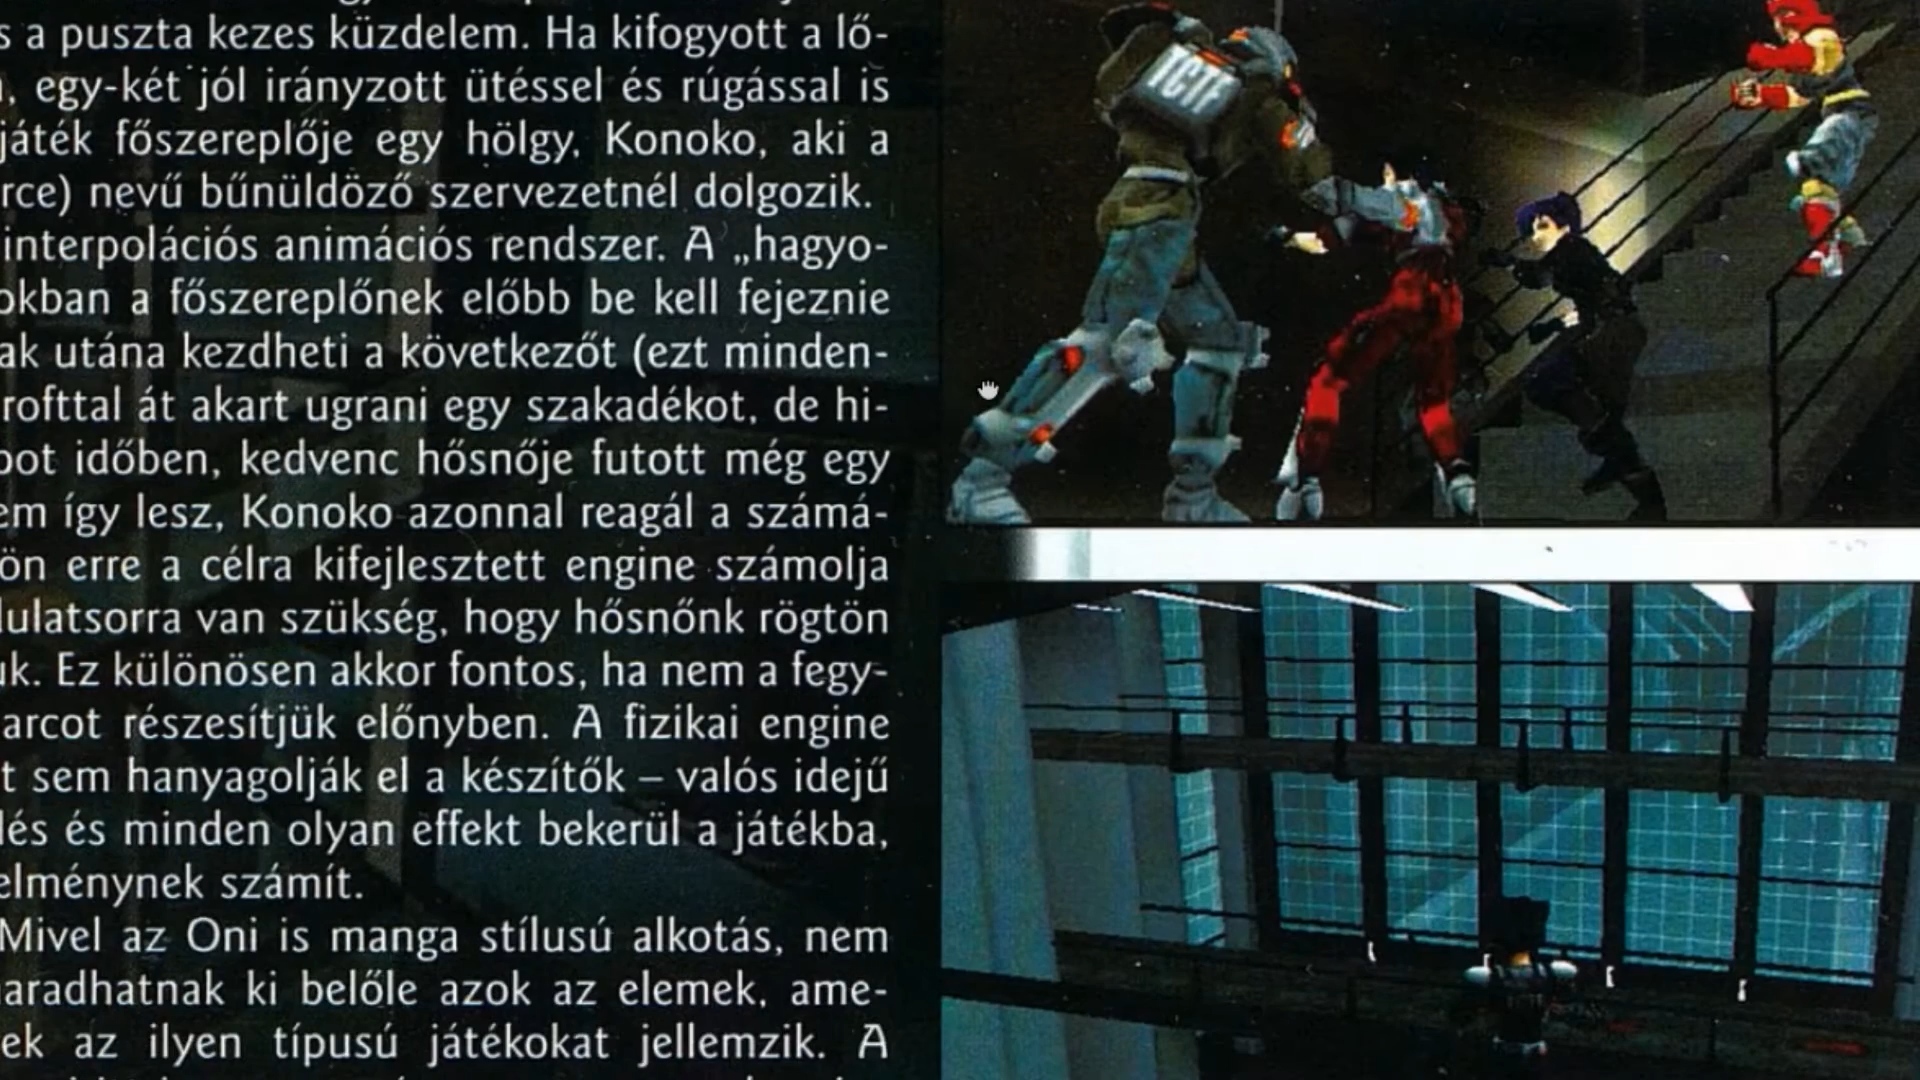 s a puszta kezes küzdelem. Ha kifogyott a lő-
, egy-két jól irányzott ütéssel és rúgással is
játék főszereplője egy hölgy, Konoko, aki a
rce) nevű bűnüldöző szervezetnél dolgozik.
interpolációs animációs rendszer. A „hagyo-
okban a főszereplőnek előbb be kell fejeznie
ak utána kezdheti a következőt (ezt minden-
rofttal át akart ugrani egy szakadékot, de hi-
bot időben, kedvenc hősnője futott még egy
em így lesz, Konoko azonnal reagál a számá-
ön erre a célra kifejlesztett engine számolja
dulatsorra van szükség, hogy hősnőnk rögtön
uk. Ez különösen akkor fontos, ha nem a fegy-
arcot részesítjük előnyben. A fizikai engine
t sem hanyagolják el a készítők – valós idejű
lés és minden olyan effekt bekerül a játékba,
elménynek számít.
Mivel az Oni is manga stílusú alkotás, nem
aradhatnak ki belőle azok az elemek, ame-
ek az ilyen típusú játékokat jellemzik. A
TCTF